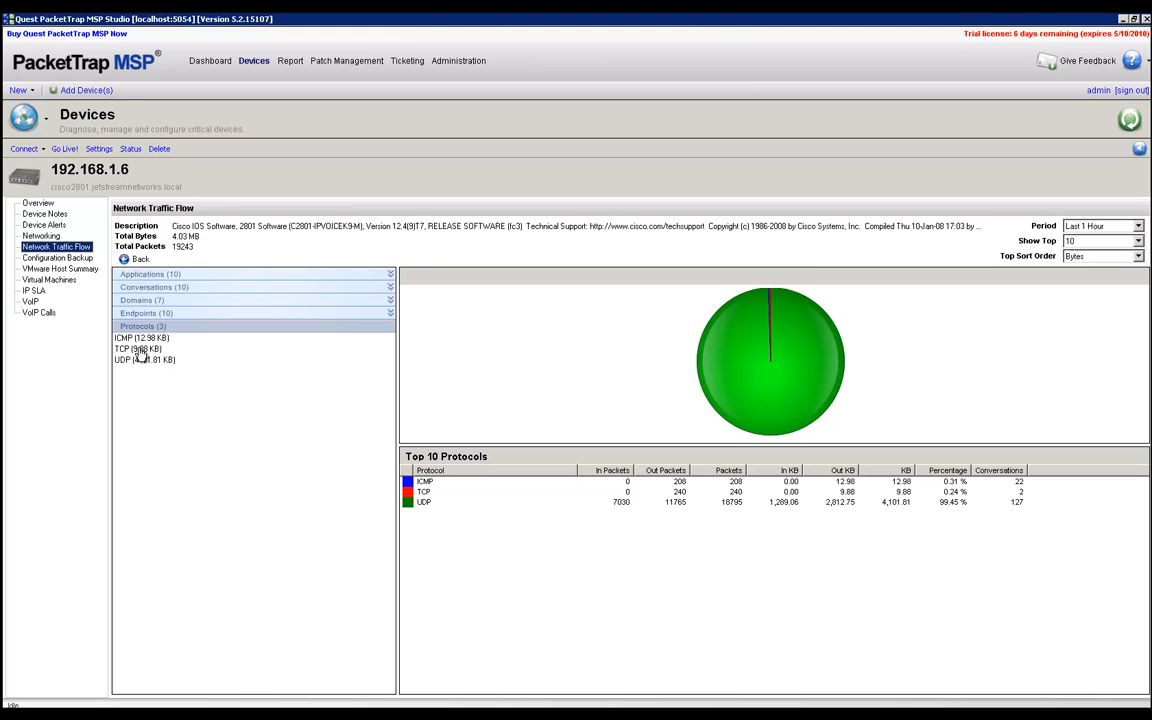 Quest PacketTrap MSP Studio [localhost:5054] [Version 5.2.15107]
Buy Quest PacketTrap MSP Now
Trial license: 6 days remaining (expires 5/10/2010)
PacketTrap MSP®
Dashboard Devices Report Patch Management Ticketing Administration
Give Feedback ?
New Add Device(s)
admin [sign out]
Devices
Diagnose, manage and configure critical devices.
Connect Go Live! Settings Status Delete
192.168.1.6
cisco2801.jetstreamnetworks.local
Overview
Device Notes
Device Alerts
Networking
Network Traffic Flow
Configuration Backup
VMware Host Summary
Virtual Machines
IP SLA
VoIP
VoIP Calls
Network Traffic Flow
Description Cisco IOS Software, 2801 Software (C2801-IPVOICEK9-M), Version 12.4(9)T7, RELEASE SOFTWARE (fc3) Technical Support: http://www.cisco.com/techsupport Copyright (c) 1986-2008 by Cisco Systems, Inc. Compiled Thu 10-Jan-08 17:03 by ...
Total Bytes 4.03 MB
Total Packets 19243
Period Last 1 Hour
Show Top 10
Top Sort Order Bytes
Back
Applications (10)
Conversations (10)
Domains (7)
Endpoints (10)
Protocols (3)
ICMP (12.98 KB)
TCP (9.88 KB)
UDP (4,101.81 KB)
Top 10 Protocols
Protocol In Packets Out Packets Packets In KB Out KB KB Percentage Conversations
ICMP 0 208 208 0.00 12.98 12.98 0.31 % 22
TCP 0 240 240 0.00 9.88 9.88 0.24 % 2
UDP 7030 11765 18795 1,289.06 2,812.75 4,101.81 99.45 % 127
Idle